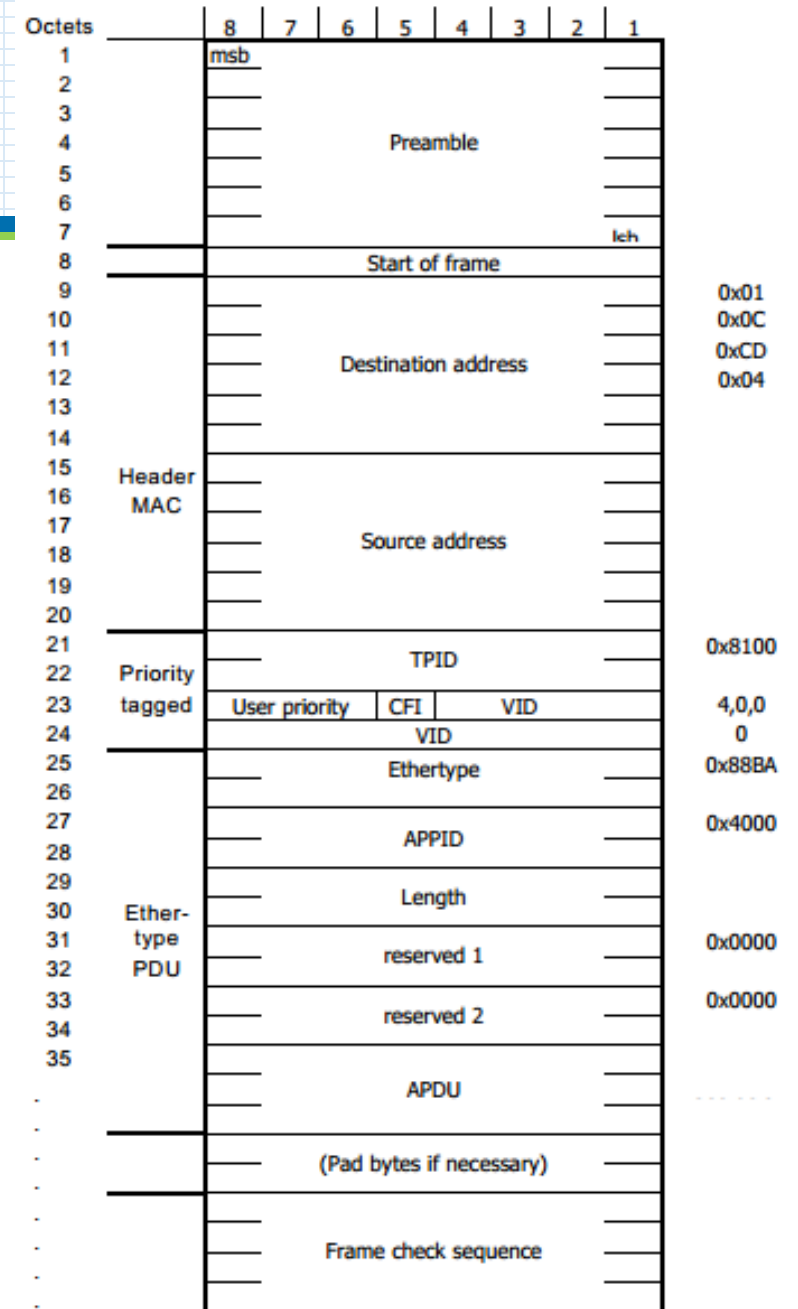 Octets 8 7 6 5 4 3 2 1
1 msb
2
3
4 Preamble
5
6
7
8 Start of frame
9 0x01
10 0x0C
11 0xCD
Destination address
12 0x04
13
14
15
Header
16
MAC
17
Source address
18
19
20
21 0x8100
TPID
22 Priority
23 tagged User priority CFI VID 4,0,0
24 VID 0
25 Ethertype 0x88BA
26
27 0x4000
APPID
28
29
Length
30 Ether-
31 type 0x0000
reserved 1
32 PDU
33 0x0000
reserved 2
34
35
APDU
(Pad bytes if necessary)
Frame check sequence